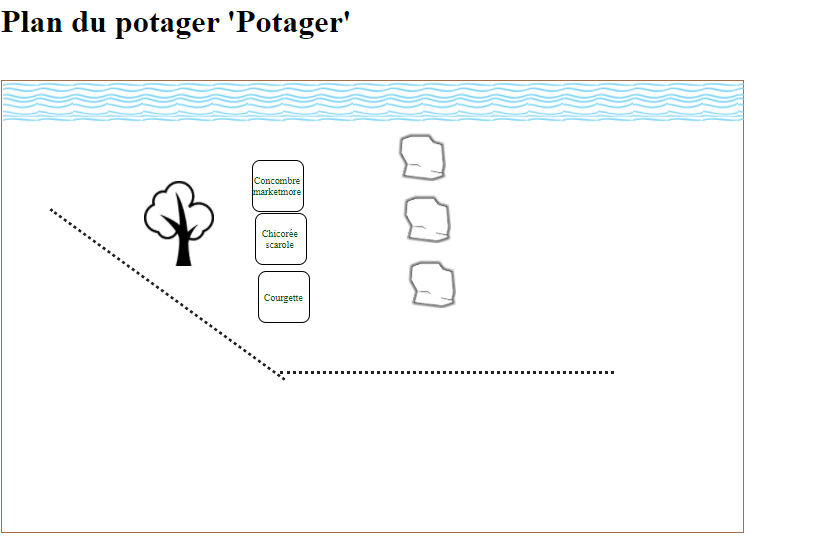 Plan du potager 'Potager'
Concombre
marketmore
Chicorée
scarole
Courgette